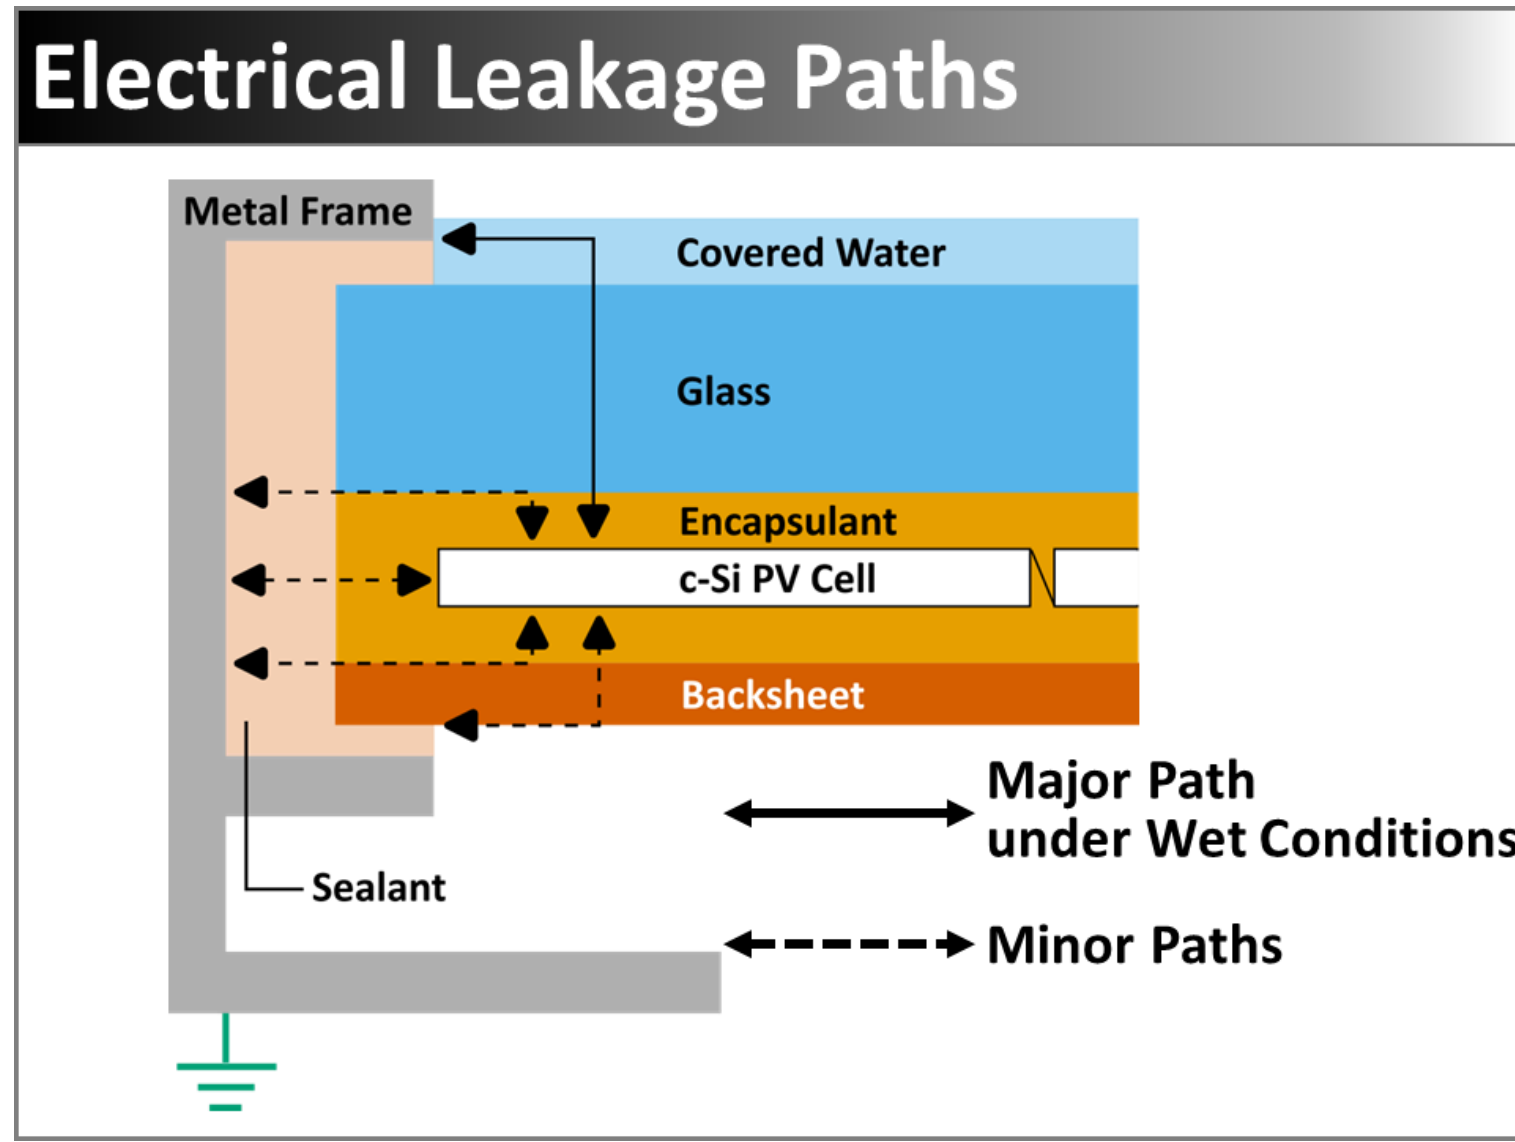 Electrical Leakage Paths
Metal Frame
Covered Water
Glass
Encapsulant
c-Si PV Cell
Backsheet
Sealant
Major Path
under Wet Conditions
Minor Paths